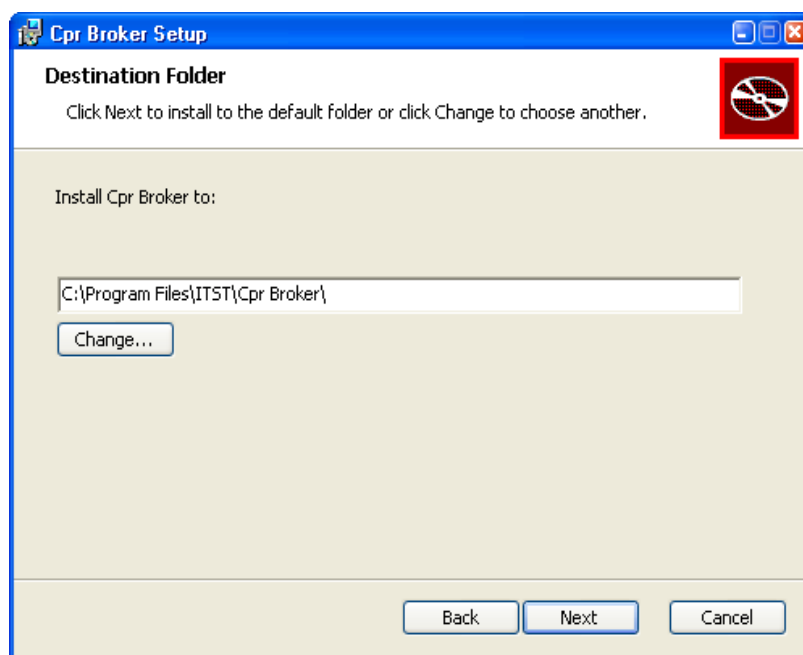 Cpr Broker Setup
Destination Folder
Click Next to install to the default folder or click Change to choose another.
Install Cpr Broker to:
C:\Program Files\ITST\Cpr Broker\
Change...
Back Next Cancel